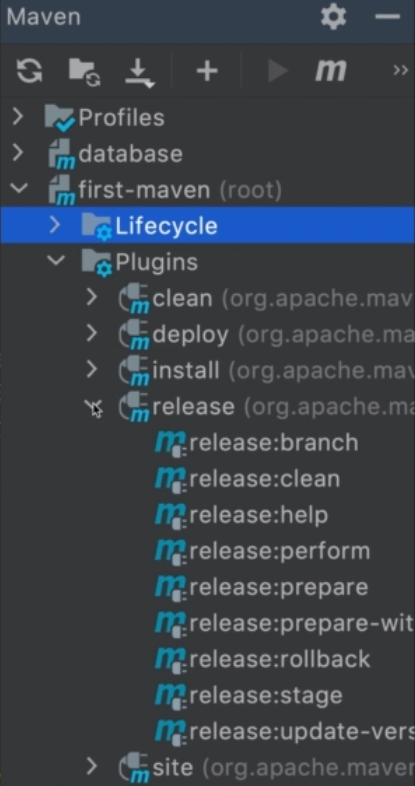 Maven
m
Profiles
database
first-maven (root)
Lifecycle
Plugins
clean (org.apache.mav
deploy (org.apache.ma
install (org.apache.mav
release (org.apache.ma
release:branch
release:clean
release:help
release:perform
release:prepare
release:prepare-wit
release:rollback
release:stage
release:update-vers
site (org.apache.maven